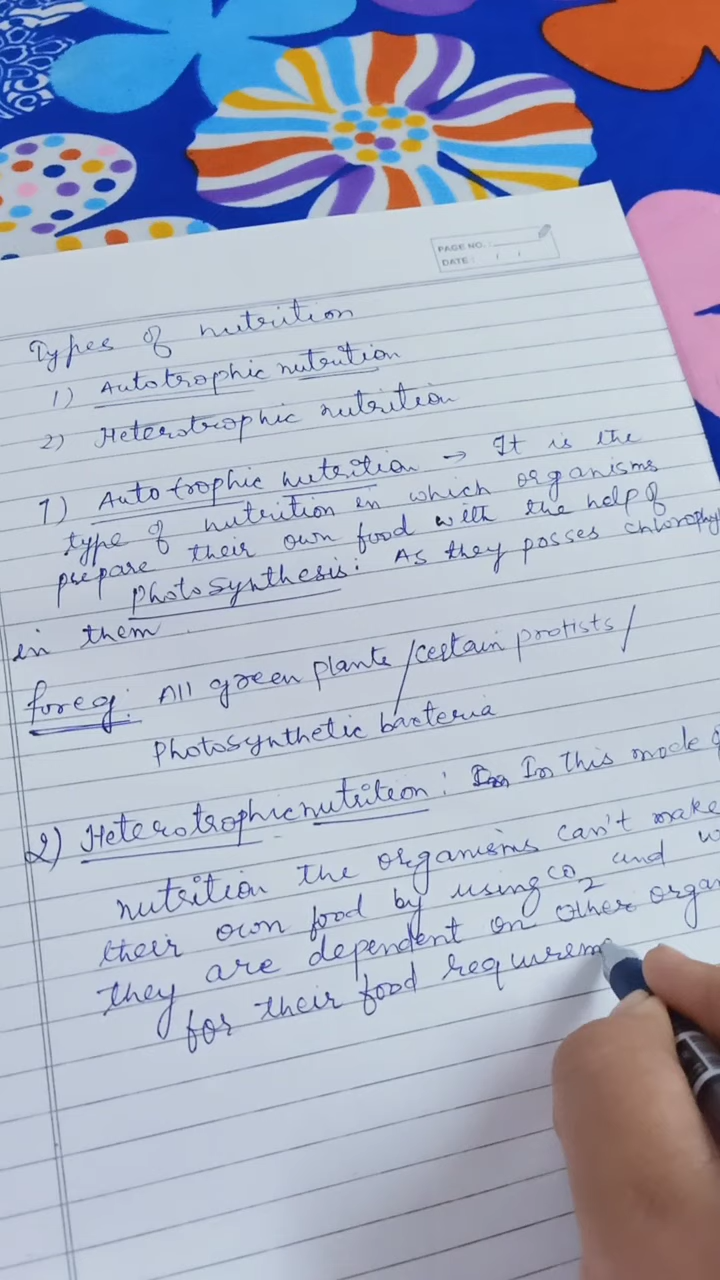 PAGE NO. :
DATE : / /
Types of nutrition
1) Autotrophic nutrition
2) Heterotrophic nutrition
1) Autotrophic nutrition → It is the
type of nutrition in which organisms
prepare their own food with the help of
Photosynthesis: As they posses chlorophyl
in them
for eg: All green plants / certain protists /
Photosynthetic bacteria
2) Heterotrophic nutrition: In this mode of
nutrition the organisms can't make
their own food by using CO2 and w
they are dependent on other organ
for their food requirem